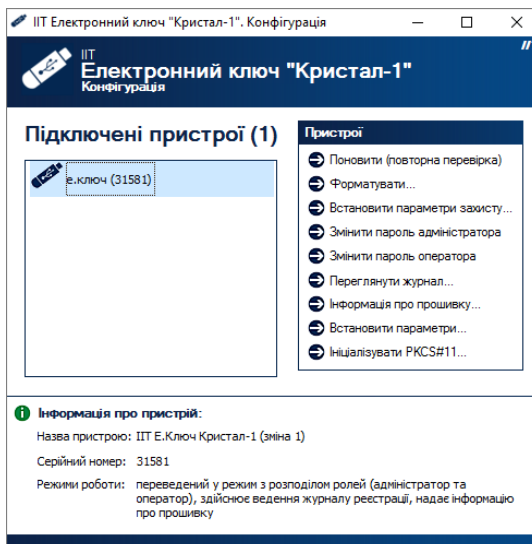 ІІТ Електронний ключ "Кристал-1". Конфігурація
ІІТ
Електронний ключ "Кристал-1"
Конфігурація
Підключені пристрої (1)
е.ключ (31581)
Пристрої
Поновити (повторна перевірка)
Форматувати...
Встановити параметри захисту...
Змінити пароль адміністратора
Змінити пароль оператора
Переглянути журнал...
Інформація про прошивку...
Встановити параметри...
Ініціалізувати PKCS#11...
Інформація про пристрій:
Назва пристрою: ІІТ Е.Ключ Кристал-1 (зміна 1)
Серійний номер: 31581
Режими роботи: переведений у режим з розподілом ролей (адміністратор та
оператор), здійснює ведення журналу реєстрації, надає інформацію
про прошивку